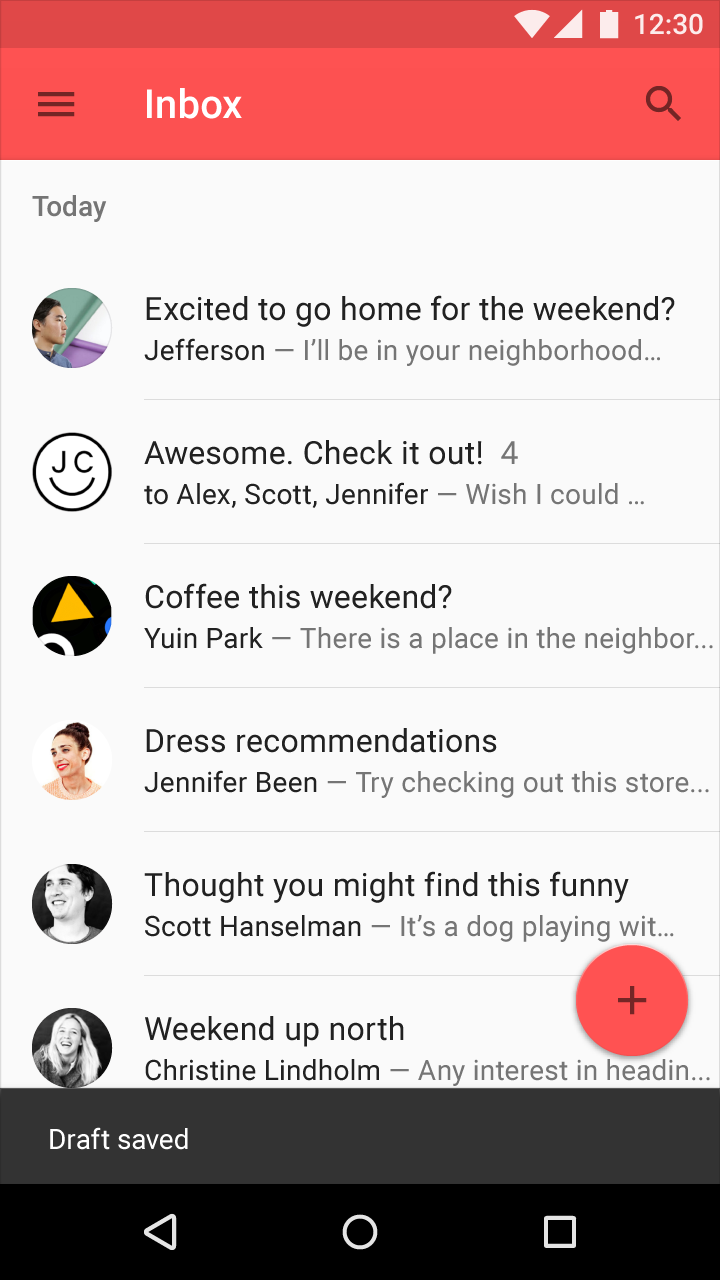 12:30
Inbox
Today
Excited to go home for the weekend?
Jefferson — I’ll be in your neighborhood…
J C
Awesome. Check it out! 4
to Alex, Scott, Jennifer — Wish I could …
Coffee this weekend?
Yuin Park — There is a place in the neighbor...
Dress recommendations
Jennifer Been — Try checking out this store...
Thought you might find this funny
Scott Hanselman — It’s a dog playing wit…
Weekend up north
Christine Lindholm — Any interest in headin...
Draft saved